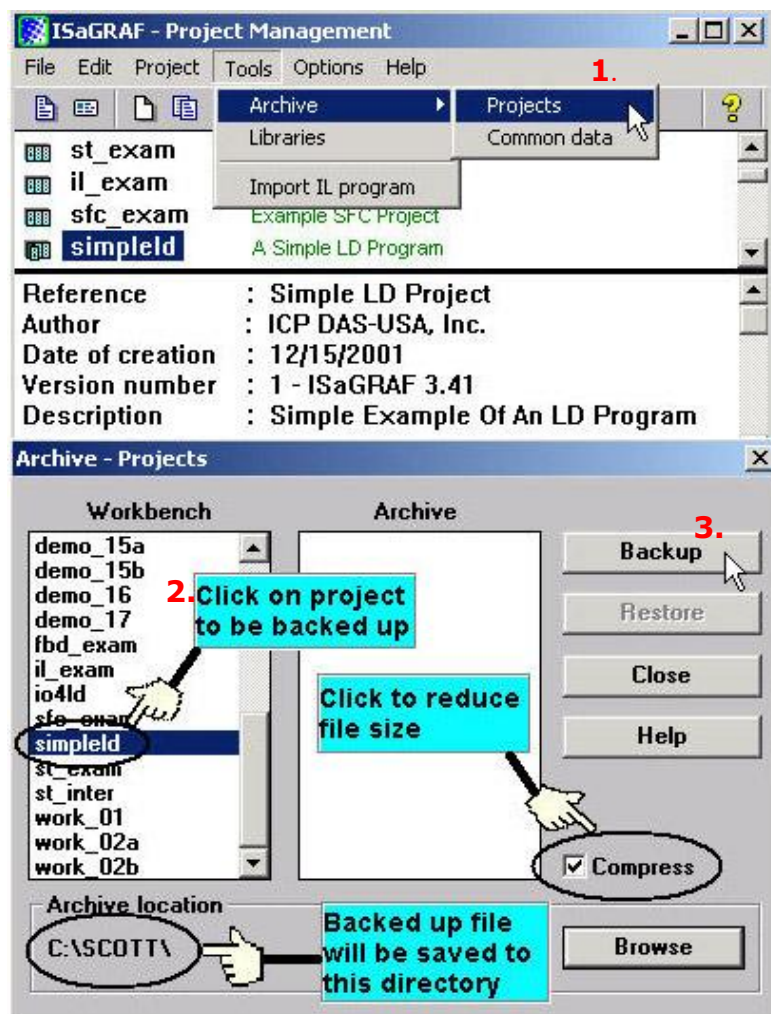 ISaGRAF - Project Management
File Edit Project Tools Options Help
1.
Archive
Projects
Libraries
Common data
Import IL program
st_exam
il_exam
sfc_exam Example SFC Project
simpleld A Simple LD Program
Reference : Simple LD Project
Author : ICP DAS-USA, Inc.
Date of creation : 12/15/2001
Version number : 1 - ISaGRAF 3.41
Description : Simple Example Of An LD Program
Archive - Projects
Workbench
Archive
demo_15a
demo_15b
demo_16
demo_17
fbd_exam
il_exam
io4ld
sfc_exam
simpleld
st_exam
st_inter
work_01
work_02a
work_02b
2. Click on project
to be backed up
3.
Backup
Restore
Close
Help
Click to reduce
file size
Compress
Archive location
C:\SCOTT\
Backed up file
will be saved to
this directory
Browse